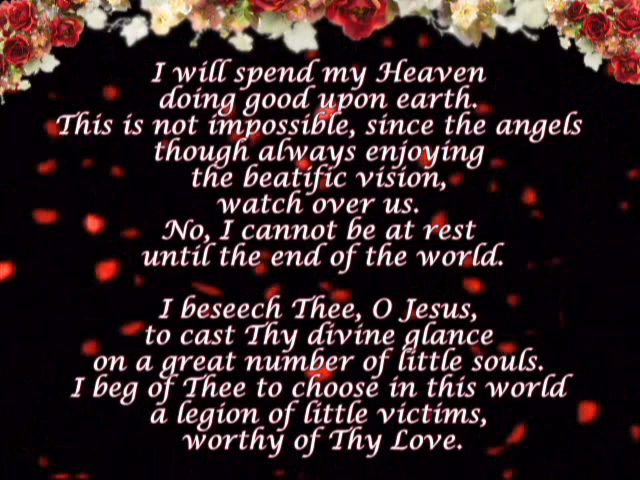 I will spend my Heaven
doing good upon earth.
This is not impossible, since the angels
though always enjoying
the beatific vision,
watch over us.
No, I cannot be at rest
until the end of the world.
I beseech Thee, O Jesus,
to cast Thy divine glance
on a great number of little souls.
I beg of Thee to choose in this world
a legion of little victims,
worthy of Thy Love.